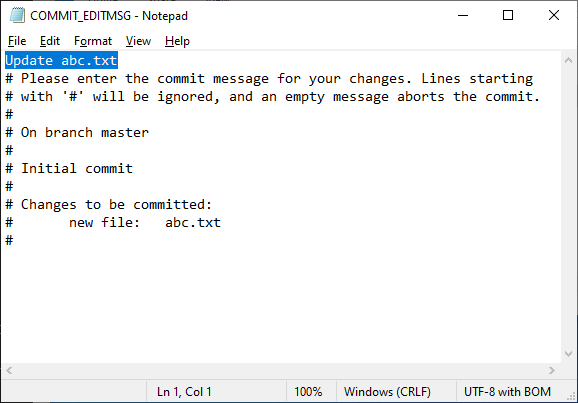 COMMIT_EDITMSG - Notepad
File Edit Format View Help
Update abc.txt
# Please enter the commit message for your changes. Lines starting
# with '#' will be ignored, and an empty message aborts the commit.
#
# On branch master
#
# Initial commit
#
# Changes to be committed:
#       new file:   abc.txt
#
Ln 1, Col 1 100% Windows (CRLF) UTF-8 with BOM